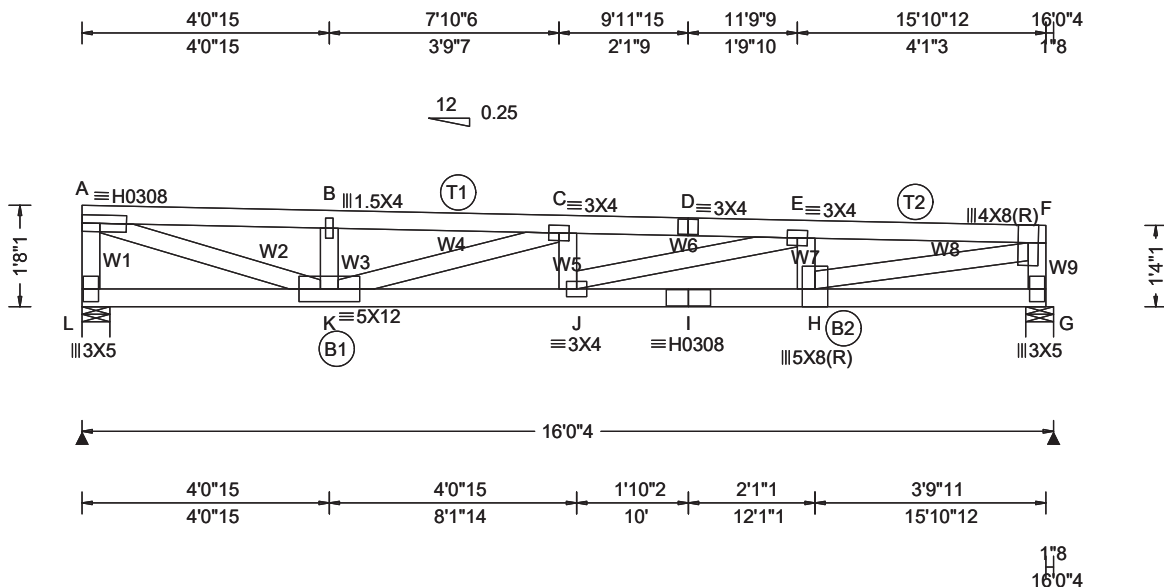 4'0"15 7'10"6 9'11"15 11'9"9 15'10"12 16'0"4
4'0"15 3'9"7 2'1"9 1'9"10 4'1"3 1"8
12 0.25
A ≡H0308 B |||1.5X4 T1 C≡3X4 D≡3X4 E≡3X4 T2 |||4X8(R) F
1'8"1 W1 W2 W3 W4 W5 W6 W7 W8 W9 1'4"1
L K≡5X12 J I H B2 G
|||3X5 B1 ≡3X4 ≡H0308 |||5X8(R) |||3X5
16'0"4
4'0"15 4'0"15 1'10"2 2'1"1 3'9"11
4'0"15 8'1"14 10' 12'1"1 15'10"12
1"8
16'0"4